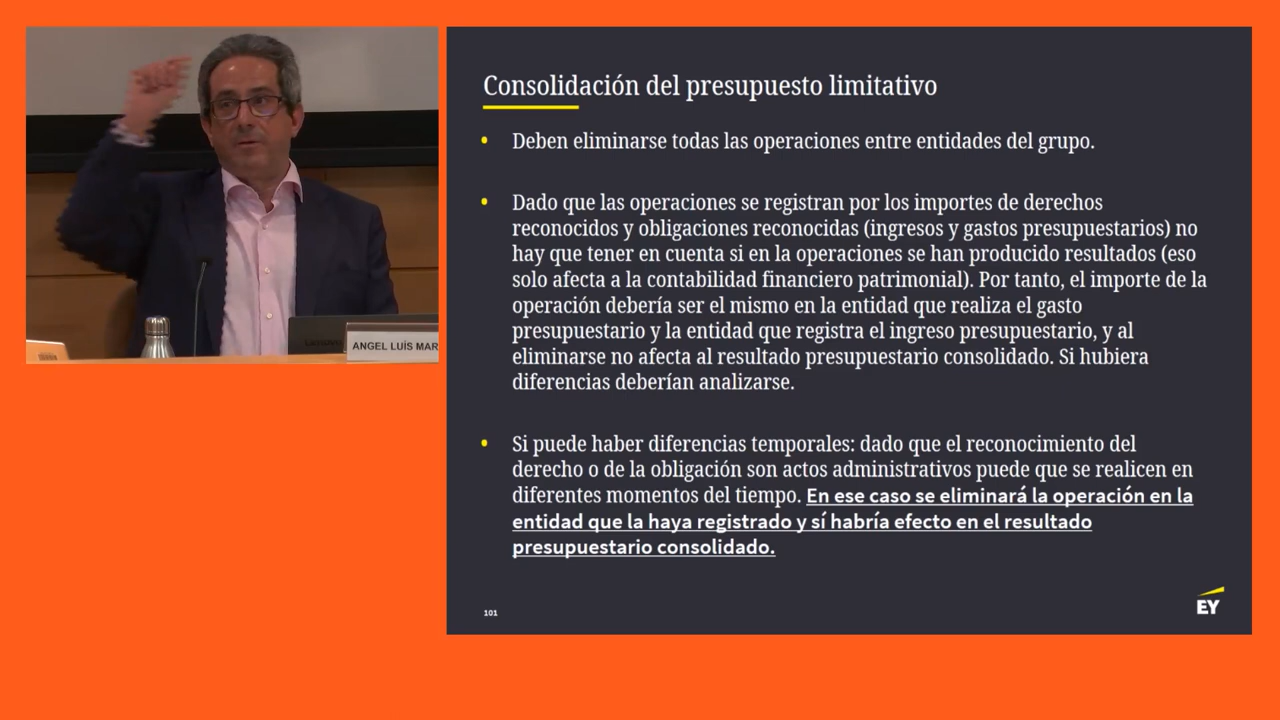 Consolidación del presupuesto limitativo
• Deben eliminarse todas las operaciones entre entidades del grupo.
• Dado que las operaciones se registran por los importes de derechos
reconocidos y obligaciones reconocidas (ingresos y gastos presupuestarios) no
hay que tener en cuenta si en la operaciones se han producido resultados (eso
solo afecta a la contabilidad financiero patrimonial). Por tanto, el importe de la
operación debería ser el mismo en la entidad que realiza el gasto
presupuestario y la entidad que registra el ingreso presupuestario, y al
eliminarse no afecta al resultado presupuestario consolidado. Si hubiera
diferencias deberían analizarse.
• Si puede haber diferencias temporales: dado que el reconocimiento del
derecho o de la obligación son actos administrativos puede que se realicen en
diferentes momentos del tiempo. En ese caso se eliminará la operación en la
entidad que la haya registrado y sí habría efecto en el resultado
presupuestario consolidado.
101
EY
ANGEL LUÍS MAR